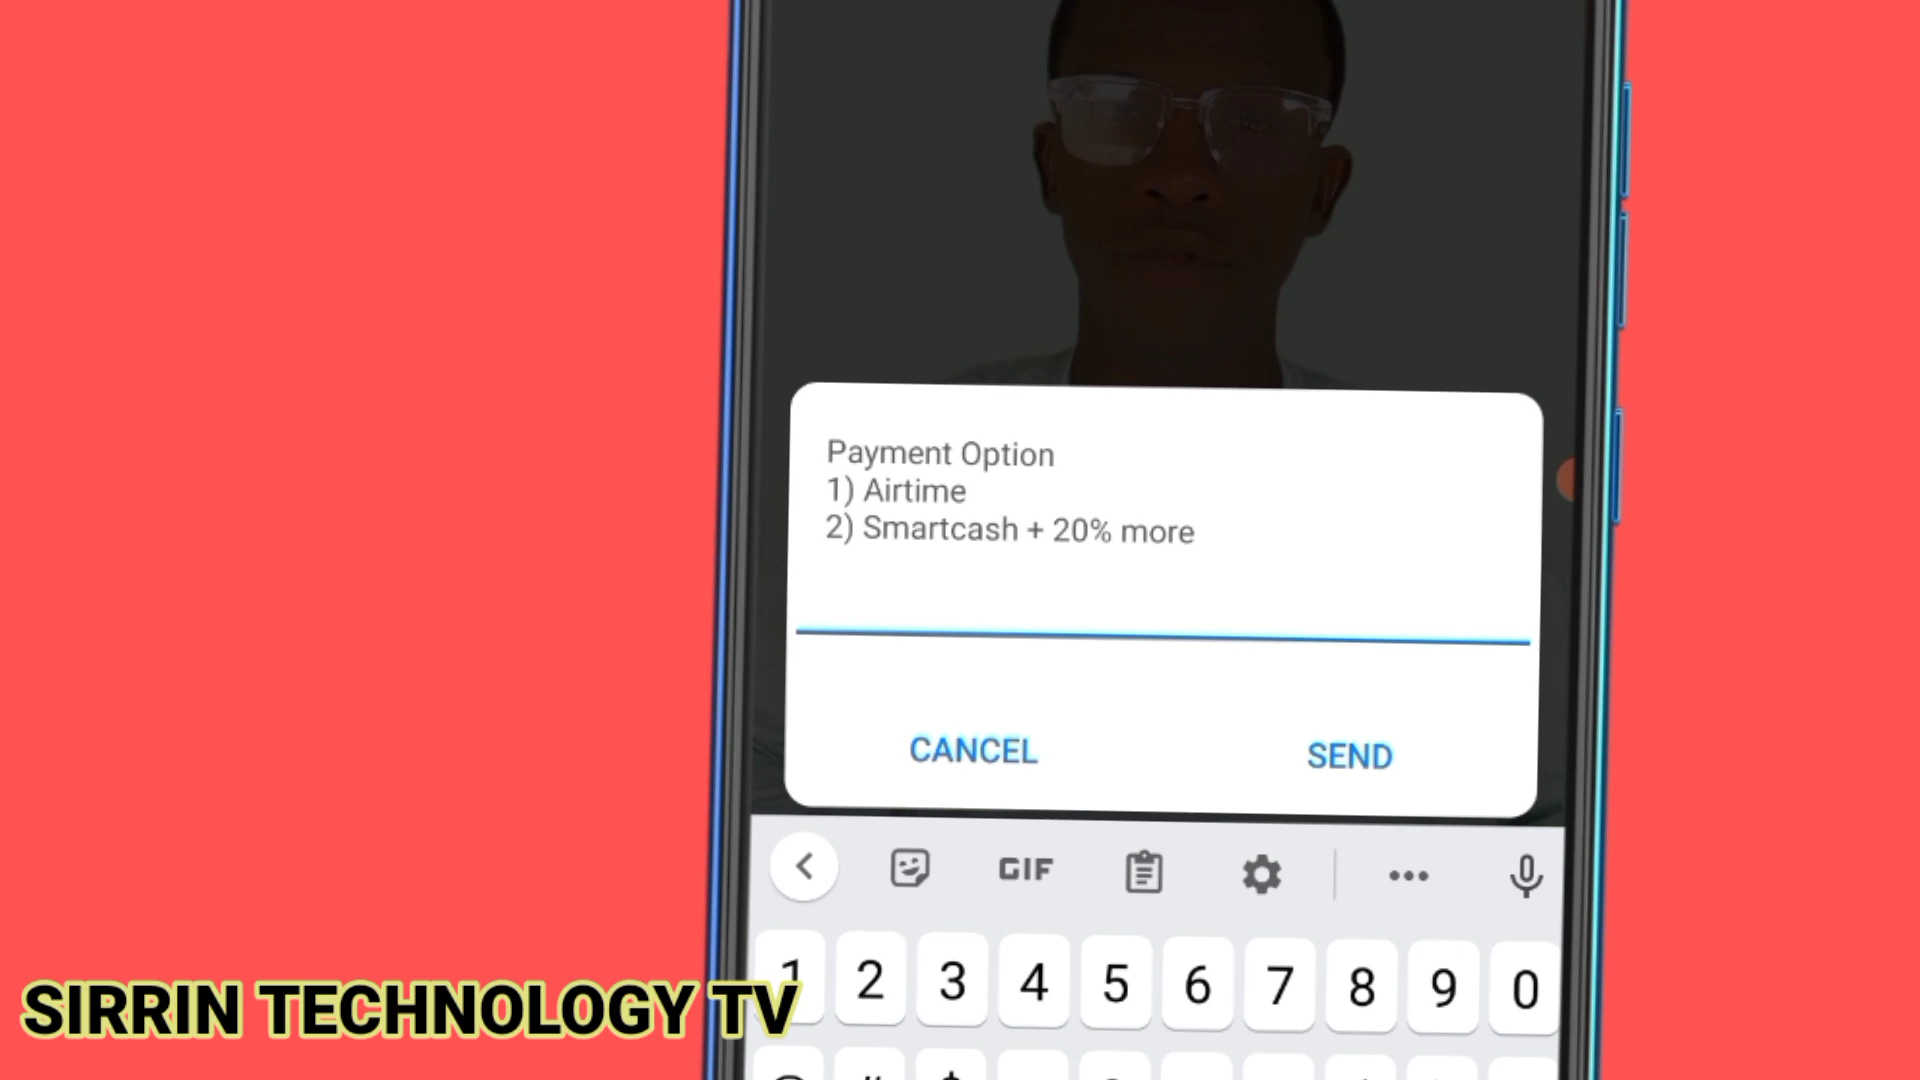 Payment Option
1) Airtime
2) Smartcash + 20% more
CANCEL
SEND
GIF
1 2 3 4 5 6 7 8 9 0
SIRRIN TECHNOLOGY TV